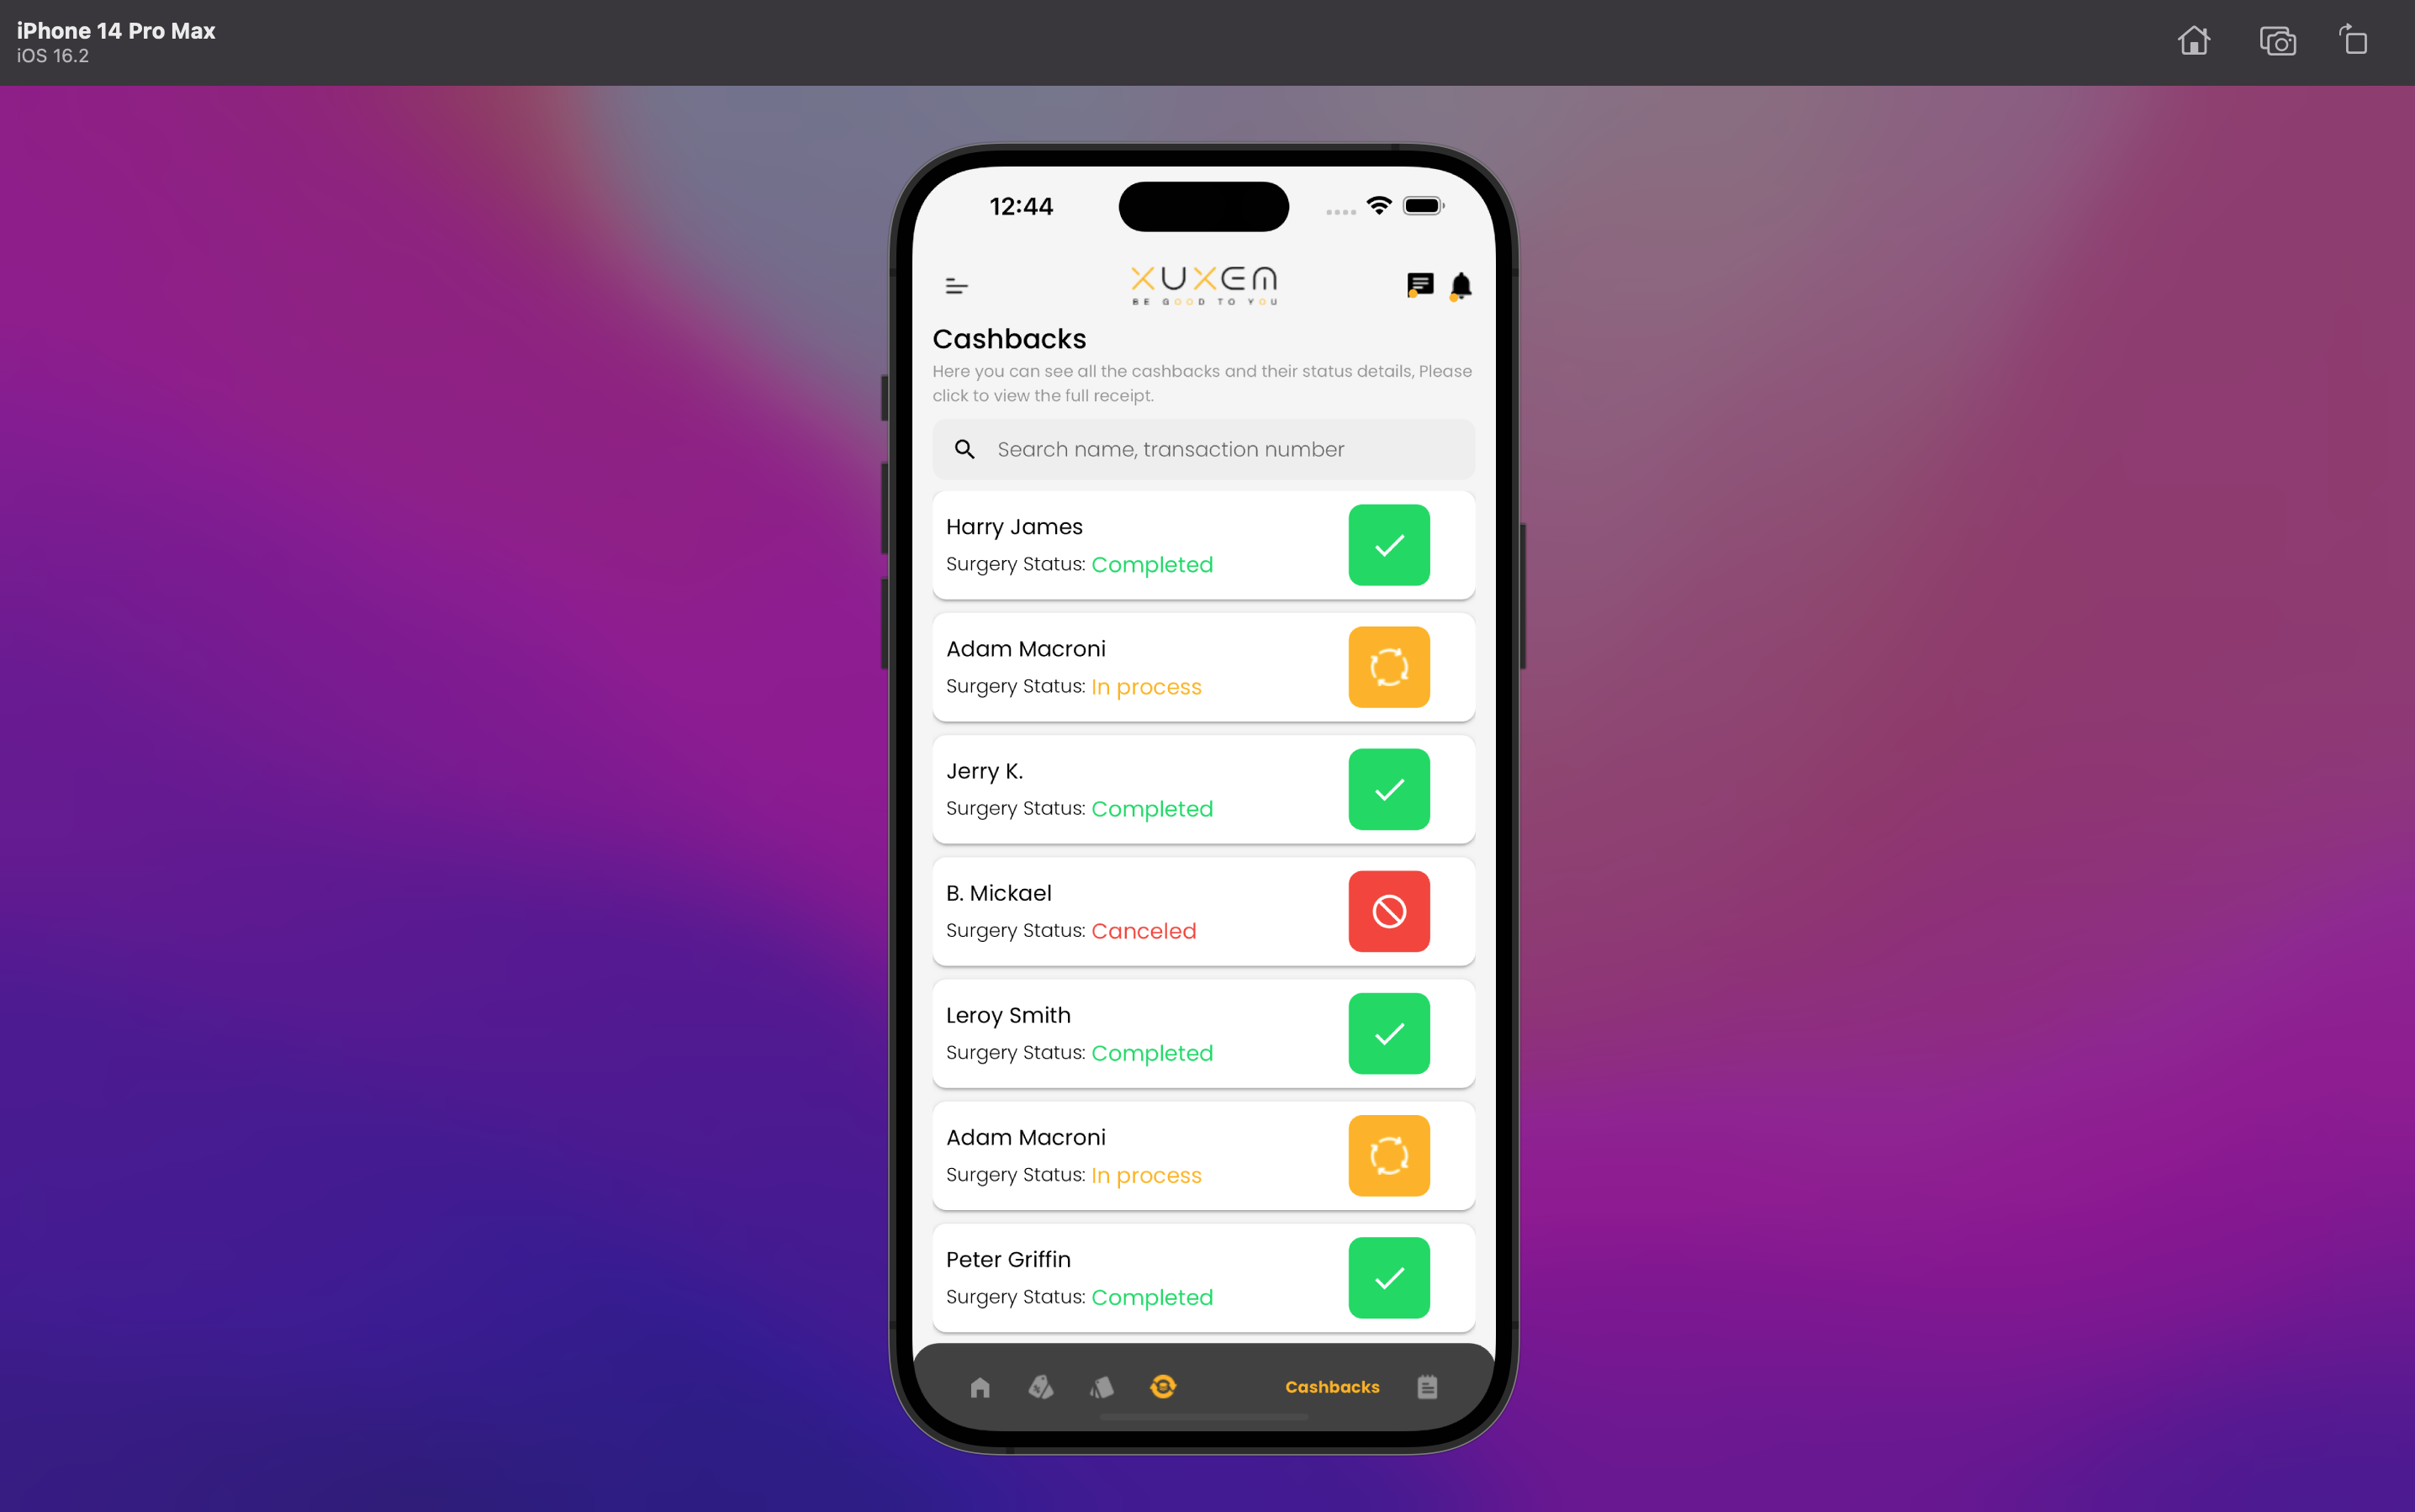 iPhone 14 Pro Max
iOS 16.2
12:44
XUXEM
BE GOOD TO YOU
Cashbacks
Here you can see all the cashbacks and their status details, Please
click to view the full receipt.
Search name, transaction number
Harry James
Surgery Status: Completed
Adam Macroni
Surgery Status: In process
Jerry K.
Surgery Status: Completed
B. Mickael
Surgery Status: Canceled
Leroy Smith
Surgery Status: Completed
Adam Macroni
Surgery Status: In process
Peter Griffin
Surgery Status: Completed
Cashbacks